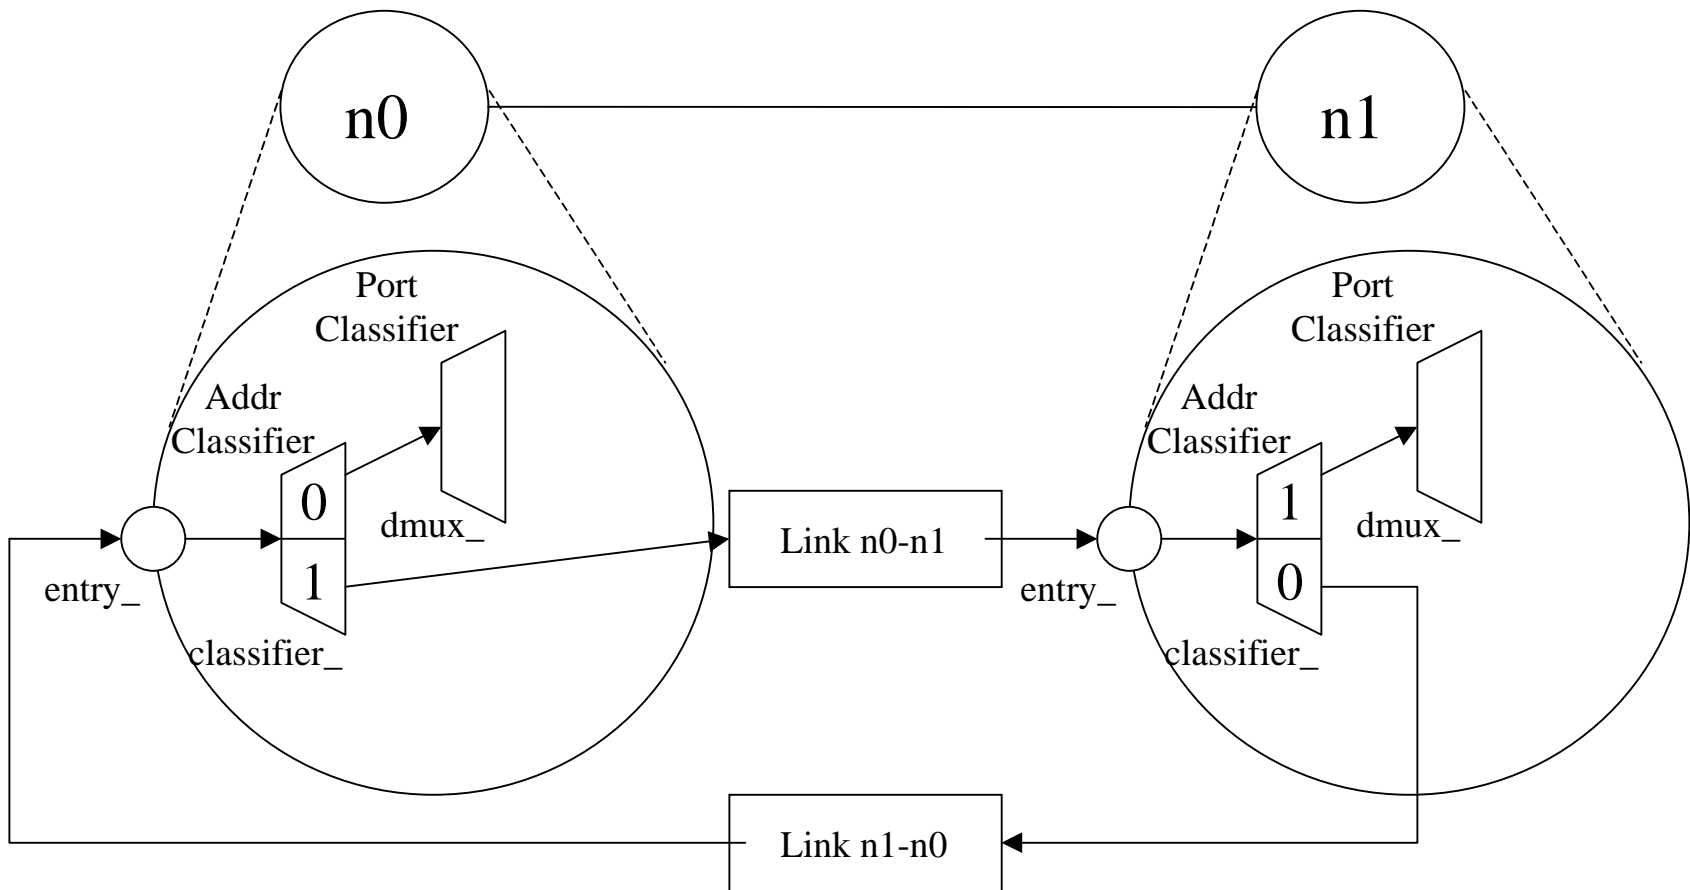 n0
n1
Port
Classifier
Addr
Classifier
0
1
dmux_
entry_
classifier_
Link n0-n1
Port
Classifier
Addr
Classifier
1
0
dmux_
entry_
classifier_
Link n1-n0